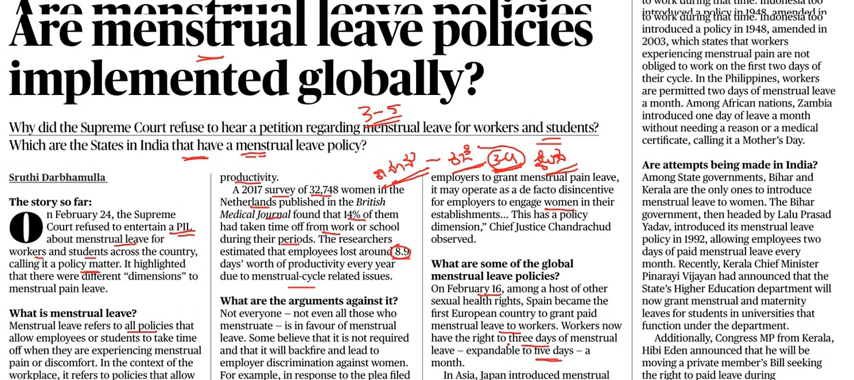 Are menstrual leave policies
implemented globally?
3-5
Why did the Supreme Court refuse to hear a petition regarding menstrual leave for workers and students?
Which are the States in India that have a menstrual leave policy?
3-4
Sruthi Darbhamulla
The story so far:
On February 24, the Supreme
Court refused to entertain a PIL
about menstrual leave for
workers and students across the country,
calling it a policy matter. It highlighted
that there were different “dimensions” to
menstrual pain leave.
What is menstrual leave?
Menstrual leave refers to all policies that
allow employees or students to take time
off when they are experiencing menstrual
pain or discomfort. In the context of the
workplace, it refers to policies that allow
productivity.
A 2017 survey of 32,748 women in the
Netherlands published in the British
Medical Journal found that 14% of them
had taken time off from work or school
during their periods. The researchers
estimated that employees lost around 8.9
days’ worth of productivity every year
due to menstrual-cycle related issues.
What are the arguments against it?
Not everyone – not even all those who
menstruate – is in favour of menstrual
leave. Some believe that it is not required
and that it will backfire and lead to
employer discrimination against women.
For example, in response to the plea filed
employers to grant menstrual pain leave,
it may operate as a de facto disincentive
for employers to engage women in their
establishments... This has a policy
dimension,” Chief Justice Chandrachud
observed.
What are some of the global
menstrual leave policies?
On February 16, among a host of other
sexual health rights, Spain became the
first European country to grant paid
menstrual leave to workers. Workers now
have the right to three days of menstrual
leave – expandable to five days – a
month.
In Asia, Japan introduced menstrual
to work during that time. Indonesia too
introduced a policy in 1948, amended in
2003, which states that workers
experiencing menstrual pain are not
obliged to work on the first two days of
their cycle. In the Philippines, workers
are permitted two days of menstrual leave
a month. Among African nations, Zambia
introduced one day of leave a month
without needing a reason or a medical
certificate, calling it a Mother’s Day.
Are attempts being made in India?
Among State governments, Bihar and
Kerala are the only ones to introduce
menstrual leave to women. The Bihar
government, then headed by Lalu Prasad
Yadav, introduced its menstrual leave
policy in 1992, allowing employees two
days of paid menstrual leave every
month. Recently, Kerala Chief Minister
Pinarayi Vijayan had announced that the
State’s Higher Education department will
now grant menstrual and maternity
leaves for students in universities that
function under the department.
Additionally, Congress MP from Kerala,
Hibi Eden announced that he will be
moving a private member’s Bill seeking
the right to paid leave during